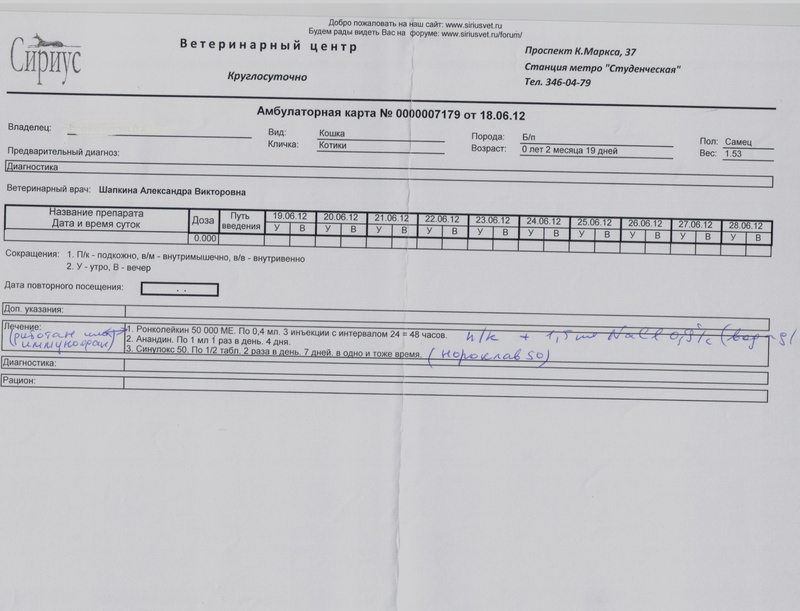 Добро пожаловать на наш сайт: www.siriusvet.ru
Будем рады видеть Вас на форуме: www.siriusvet.ru/forum/
Сириус
Ветеринарный центр
Круглосуточно
Проспект К.Маркса, 37
Станция метро "Студенческая"
Тел. 346-04-79
Амбулаторная карта № 0000007179 от 18.06.12
Владелец:
Вид: Кошка Порода: Б/п Пол: Самец
Кличка: Котики Возраст: 0 лет 2 месяца 19 дней Вес: 1.53
Предварительный диагноз:
Диагностика
Ветеринарный врач: Шапкина Александра Викторовна
Название препарата Дата и время суток Доза Путь введения 19.06.12 20.06.12 21.06.12 22.06.12 23.06.12 24.06.12 25.06.12 26.06.12 27.06.12 28.06.12
У В У В У В У В У В У В У В У В У В У В
0.000
Сокращения: 1. П/к - подкожно, в/м - внутримышечно, в/в - внутривенно
2. У - утро, В - вечер
Дата повторного посещения: . .
Доп. указания:
Лечение: 1. Ронколейкин 50 000 МЕ. По 0,4 мл. 3 инъекции с интервалом 24 = 48 часов. п/к + 1,5 мл NaCl 0,9%
2. Анандин. По 1 мл 1 раз в день. 4 дня.
иммунофан)
3. Синулокс 50. По 1/2 табл. 2 раза в день. 7 дней. в одно и тоже время. (нороклав 50)
Диагностика:
Рацион: